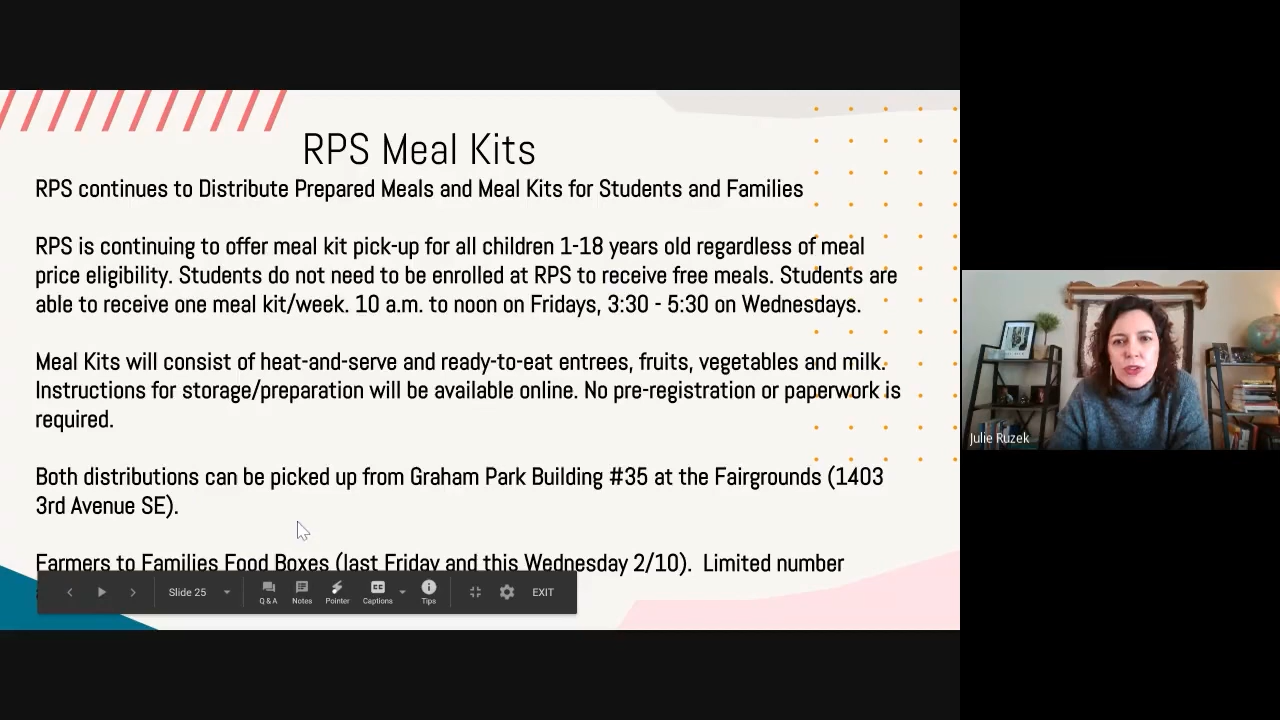 RPS Meal Kits
RPS continues to Distribute Prepared Meals and Meal Kits for Students and Families
RPS is continuing to offer meal kit pick-up for all children 1-18 years old regardless of meal
price eligibility. Students do not need to be enrolled at RPS to receive free meals. Students are
able to receive one meal kit/week. 10 a.m. to noon on Fridays, 3:30 - 5:30 on Wednesdays.
Meal Kits will consist of heat-and-serve and ready-to-eat entrees, fruits, vegetables and milk.
Instructions for storage/preparation will be available online. No pre-registration or paperwork is
required.
Both distributions can be picked up from Graham Park Building #35 at the Fairgrounds (1403
3rd Avenue SE).
Farmers to Families Food Boxes (last Friday and this Wednesday 2/10). Limited number
Slide 25
Q & A
Notes
Pointer
Captions
Tips
EXIT
Julie Ruzek